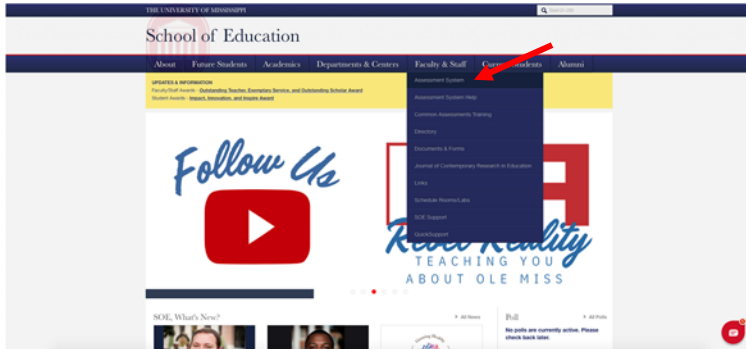 THE UNIVERSITY OF MISSISSIPPI
Search site
School of Education
About Future Students Academics Departments & Centers Faculty & Staff Current Students Alumni
UPDATES & INFORMATION
Faculty/Staff Awards - Outstanding Teacher, Exemplary Service, and Outstanding Scholar Award
Student Awards - Impact, Innovation, and Inspire Award
Assessment System
Assessment System Help
Common Assessments Training
Directory
Documents & Forms
Journal of Contemporary Research in Education
Links
Schedule Rooms/Labs
SOE Support
QuickSupport
Follow Us
Rebel Reality
TEACHING YOU
ABOUT OLE MISS
SOE, What's New?
All News
Poll
All Polls
No polls are currently active. Please
check back later.